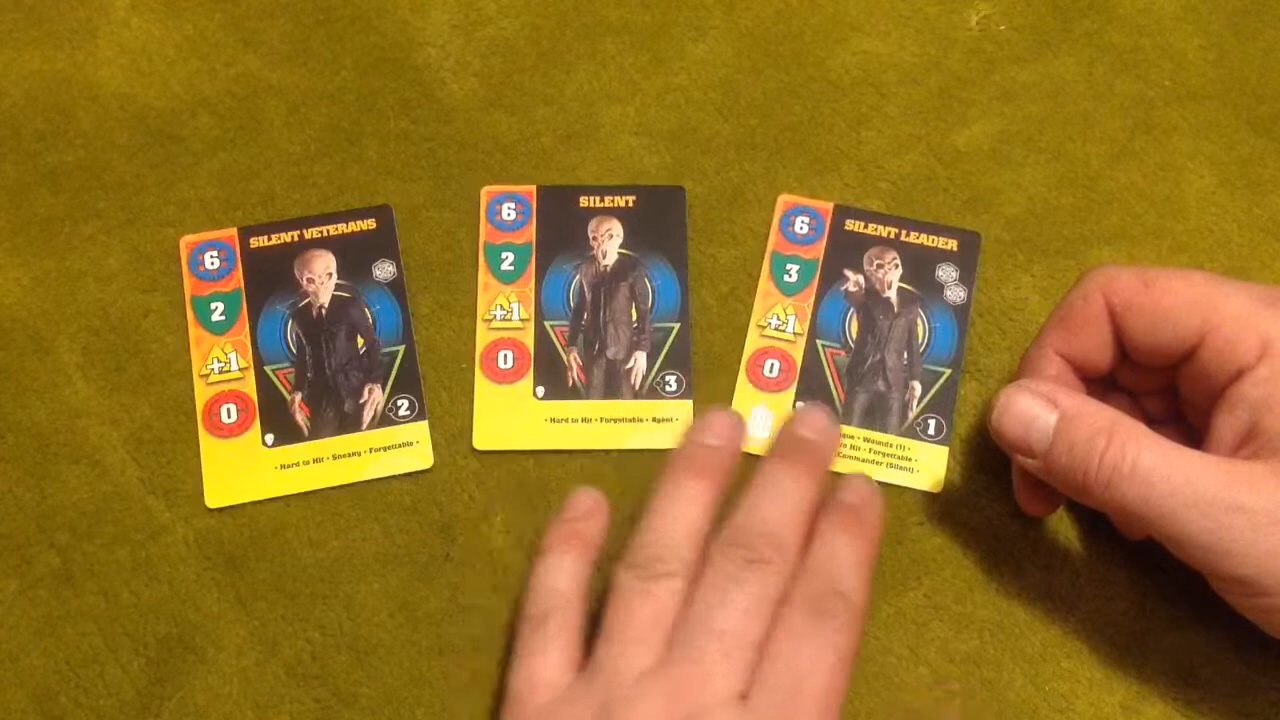 SILENT VETERANS
6
2
+1
0
2
• Hard to Hit • Sneaky • Forgettable •
SILENT
6
2
+1
0
3
• Hard to Hit • Forgettable • Agent •
SILENT LEADER
6
3
+1
0
1
• Wounds (1) •
Hit • Forgettable •
Commander (Silent) •